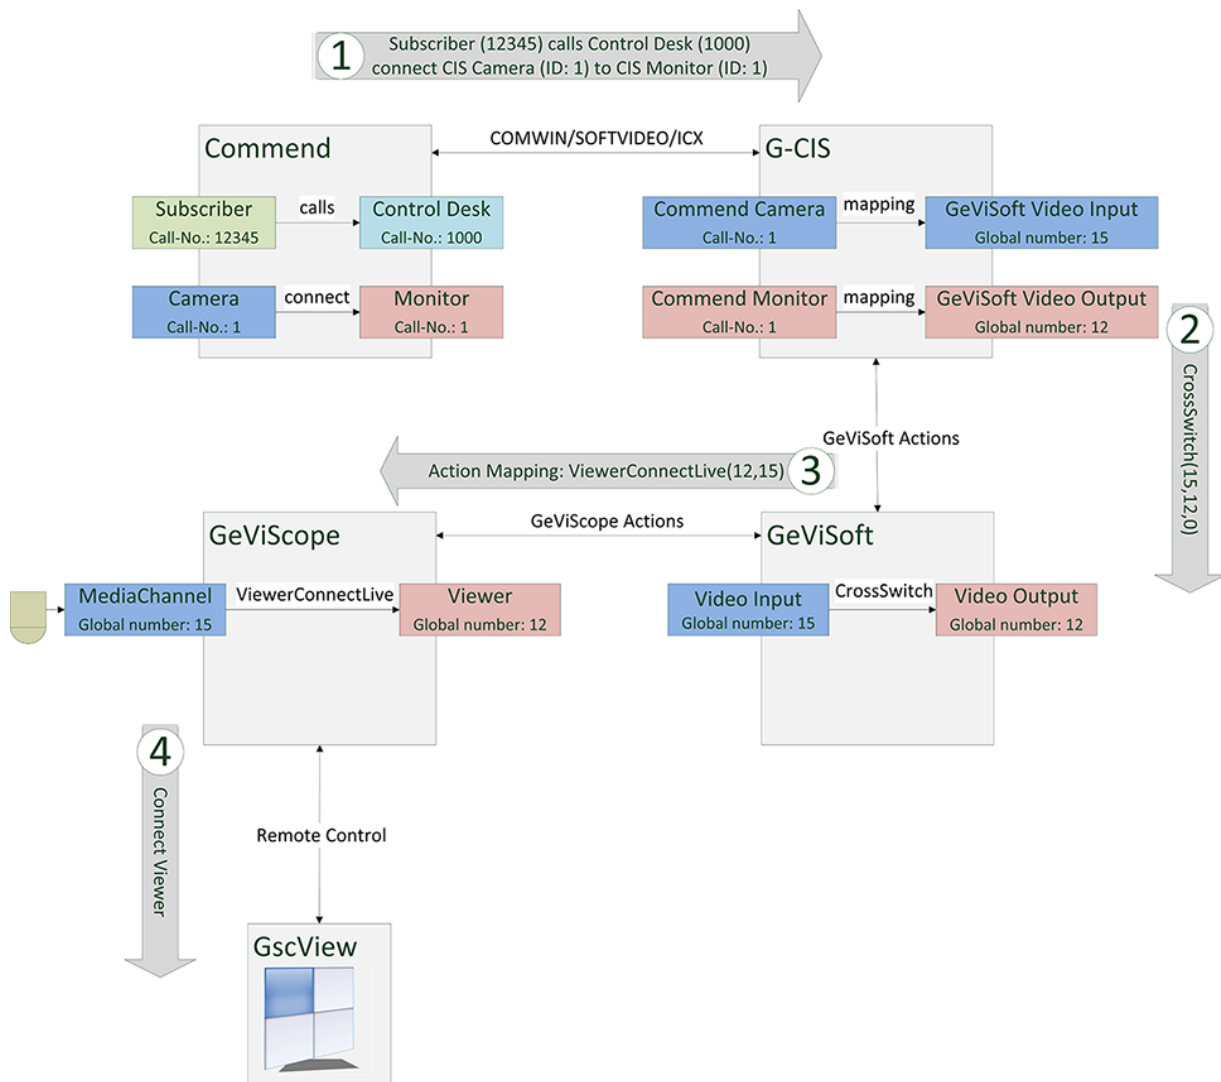 1
Subscriber (12345) calls Control Desk (1000)
connect CIS Camera (ID: 1) to CIS Monitor (ID: 1)
Commend
COMWIN/SOFTVIDEO/ICX
G-CIS
Subscriber
Call-No.: 12345
calls
Control Desk
Call-No.: 1000
Commend Camera
Call-No.: 1
mapping
GeViSoft Video Input
Global number: 15
Camera
Call-No.: 1
connect
Monitor
Call-No.: 1
Commend Monitor
Call-No.: 1
mapping
GeViSoft Video Output
Global number: 12
2
CrossSwitch(15,12,0)
GeViSoft Actions
Action Mapping: ViewerConnectLive(12,15)
3
GeViScope
GeViScope Actions
GeViSoft
MediaChannel
Global number: 15
ViewerConnectLive
Viewer
Global number: 12
Video Input
Global number: 15
CrossSwitch
Video Output
Global number: 12
4
Connect Viewer
Remote Control
GscView